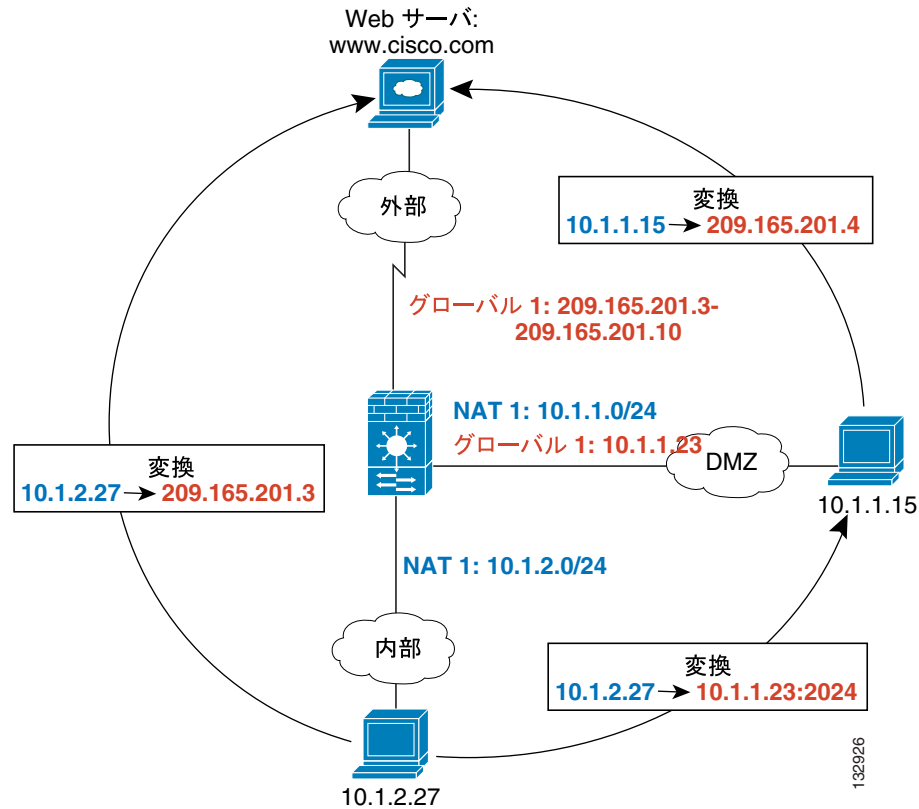 Web サーバ:
www.cisco.com
外部
変換
10.1.1.15 → 209.165.201.4
グローバル 1: 209.165.201.3-
209.165.201.10
NAT 1: 10.1.1.0/24
グローバル 1: 10.1.1.23
DMZ
10.1.1.15
変換
10.1.2.27 → 209.165.201.3
NAT 1: 10.1.2.0/24
内部
変換
10.1.2.27 → 10.1.1.23:2024
10.1.2.27
132926